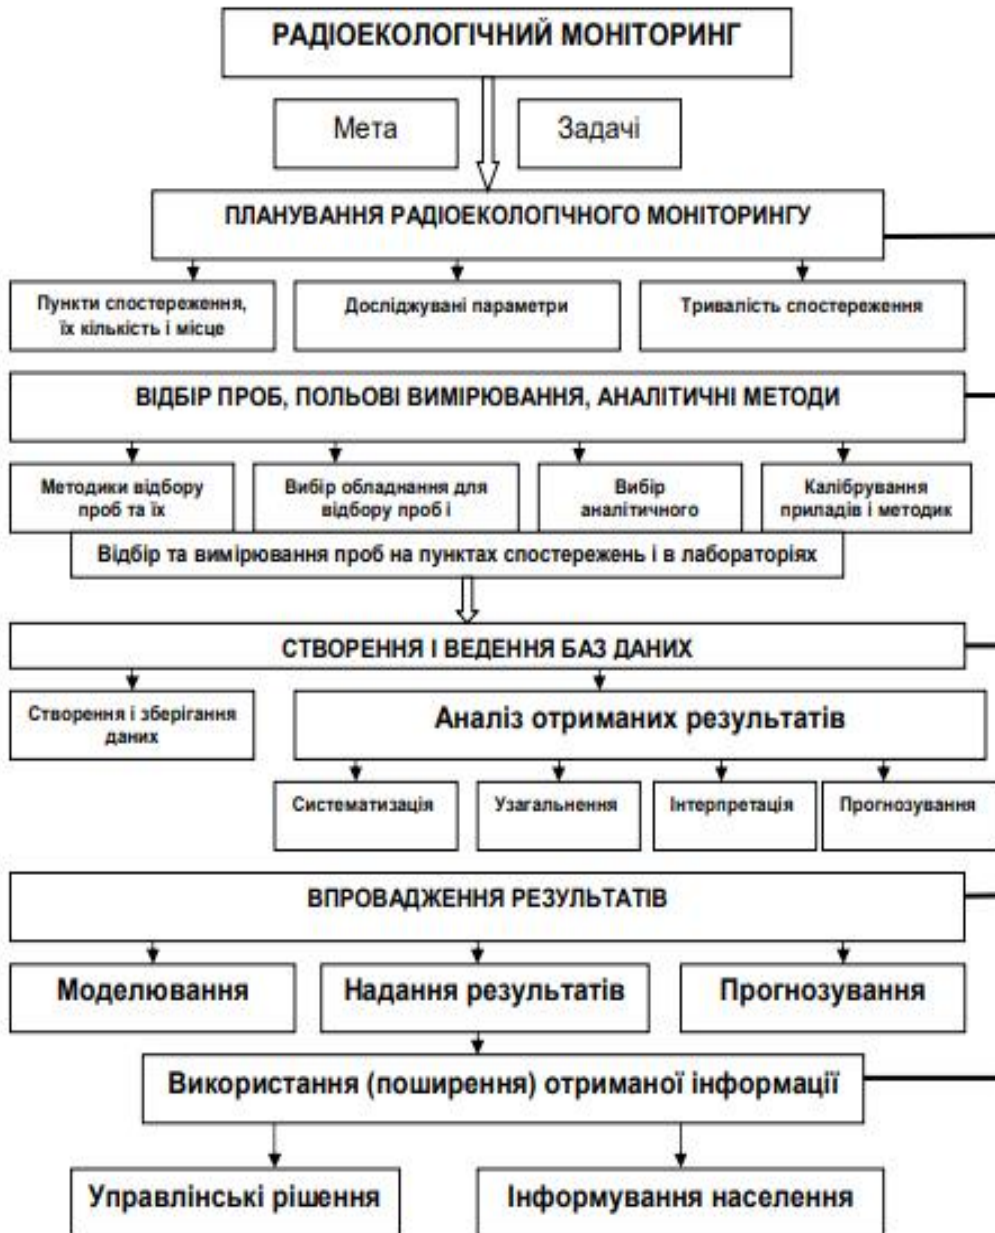 РАДІОЕКОЛОГІЧНИЙ МОНІТОРИНГ
Мета
Задачі
ПЛАНУВАННЯ РАДІОЕКОЛОГІЧНОГО МОНІТОРИНГУ
Пункти спостереження,
їх кількість і місце
Досліджувані параметри
Тривалість спостереження
ВІДБІР ПРОБ, ПОЛЬОВІ ВИМІРЮВАННЯ, АНАЛІТИЧНІ МЕТОДИ
Методики відбору
проб та їх
Вибір обладнання для
відбору проб і
Вибір
аналітичного
Калібрування
приладів і методик
Відбір та вимірювання проб на пунктах спостережень і в лабораторіях
СТВОРЕННЯ І ВЕДЕННЯ БАЗ ДАНИХ
Створення і зберігання
даних
Аналіз отриманих результатів
Систематизація
Узагальнення
Інтерпретація
Прогнозування
ВПРОВАДЖЕННЯ РЕЗУЛЬТАТІВ
Моделювання
Надання результатів
Прогнозування
Використання (поширення) отриманої інформації
Управлінські рішення
Інформування населення